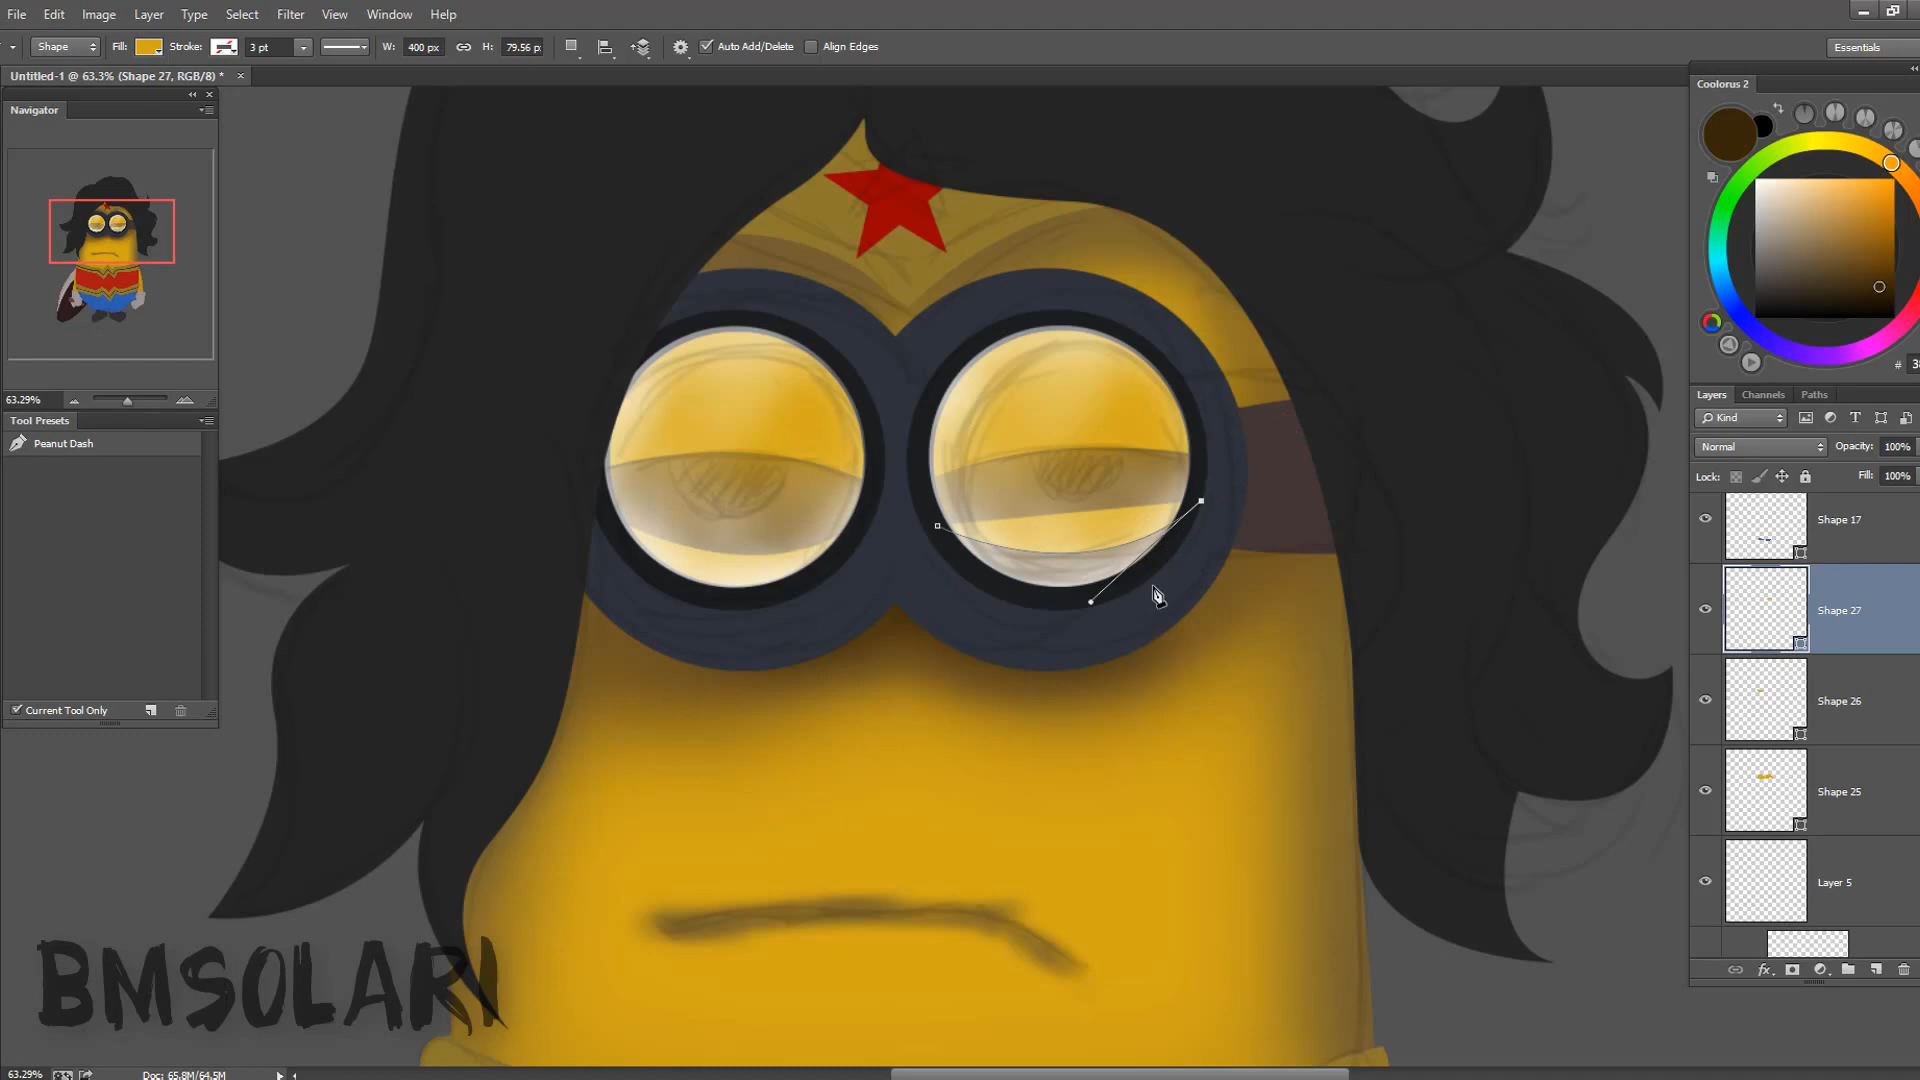 File Edit Image Layer Type Select Filter View Window Help
Shape Fill: Stroke: 3 pt W: 400 px H: 79.56 p Auto Add/Delete Align Edges Essentials
Untitled-1 @ 63.3% (Shape 27, RGB/8) *
Navigator
63.29%
Tool Presets
Peanut Dash
Current Tool Only
Coolorus 2
#
Layers Channels Paths
Kind
Normal Opacity: 100%
Lock: Fill: 100%
Shape 17
Shape 27
Shape 26
Shape 25
Layer 5
BMSOLARI
63.29% Doc: 65.8M/64.5M